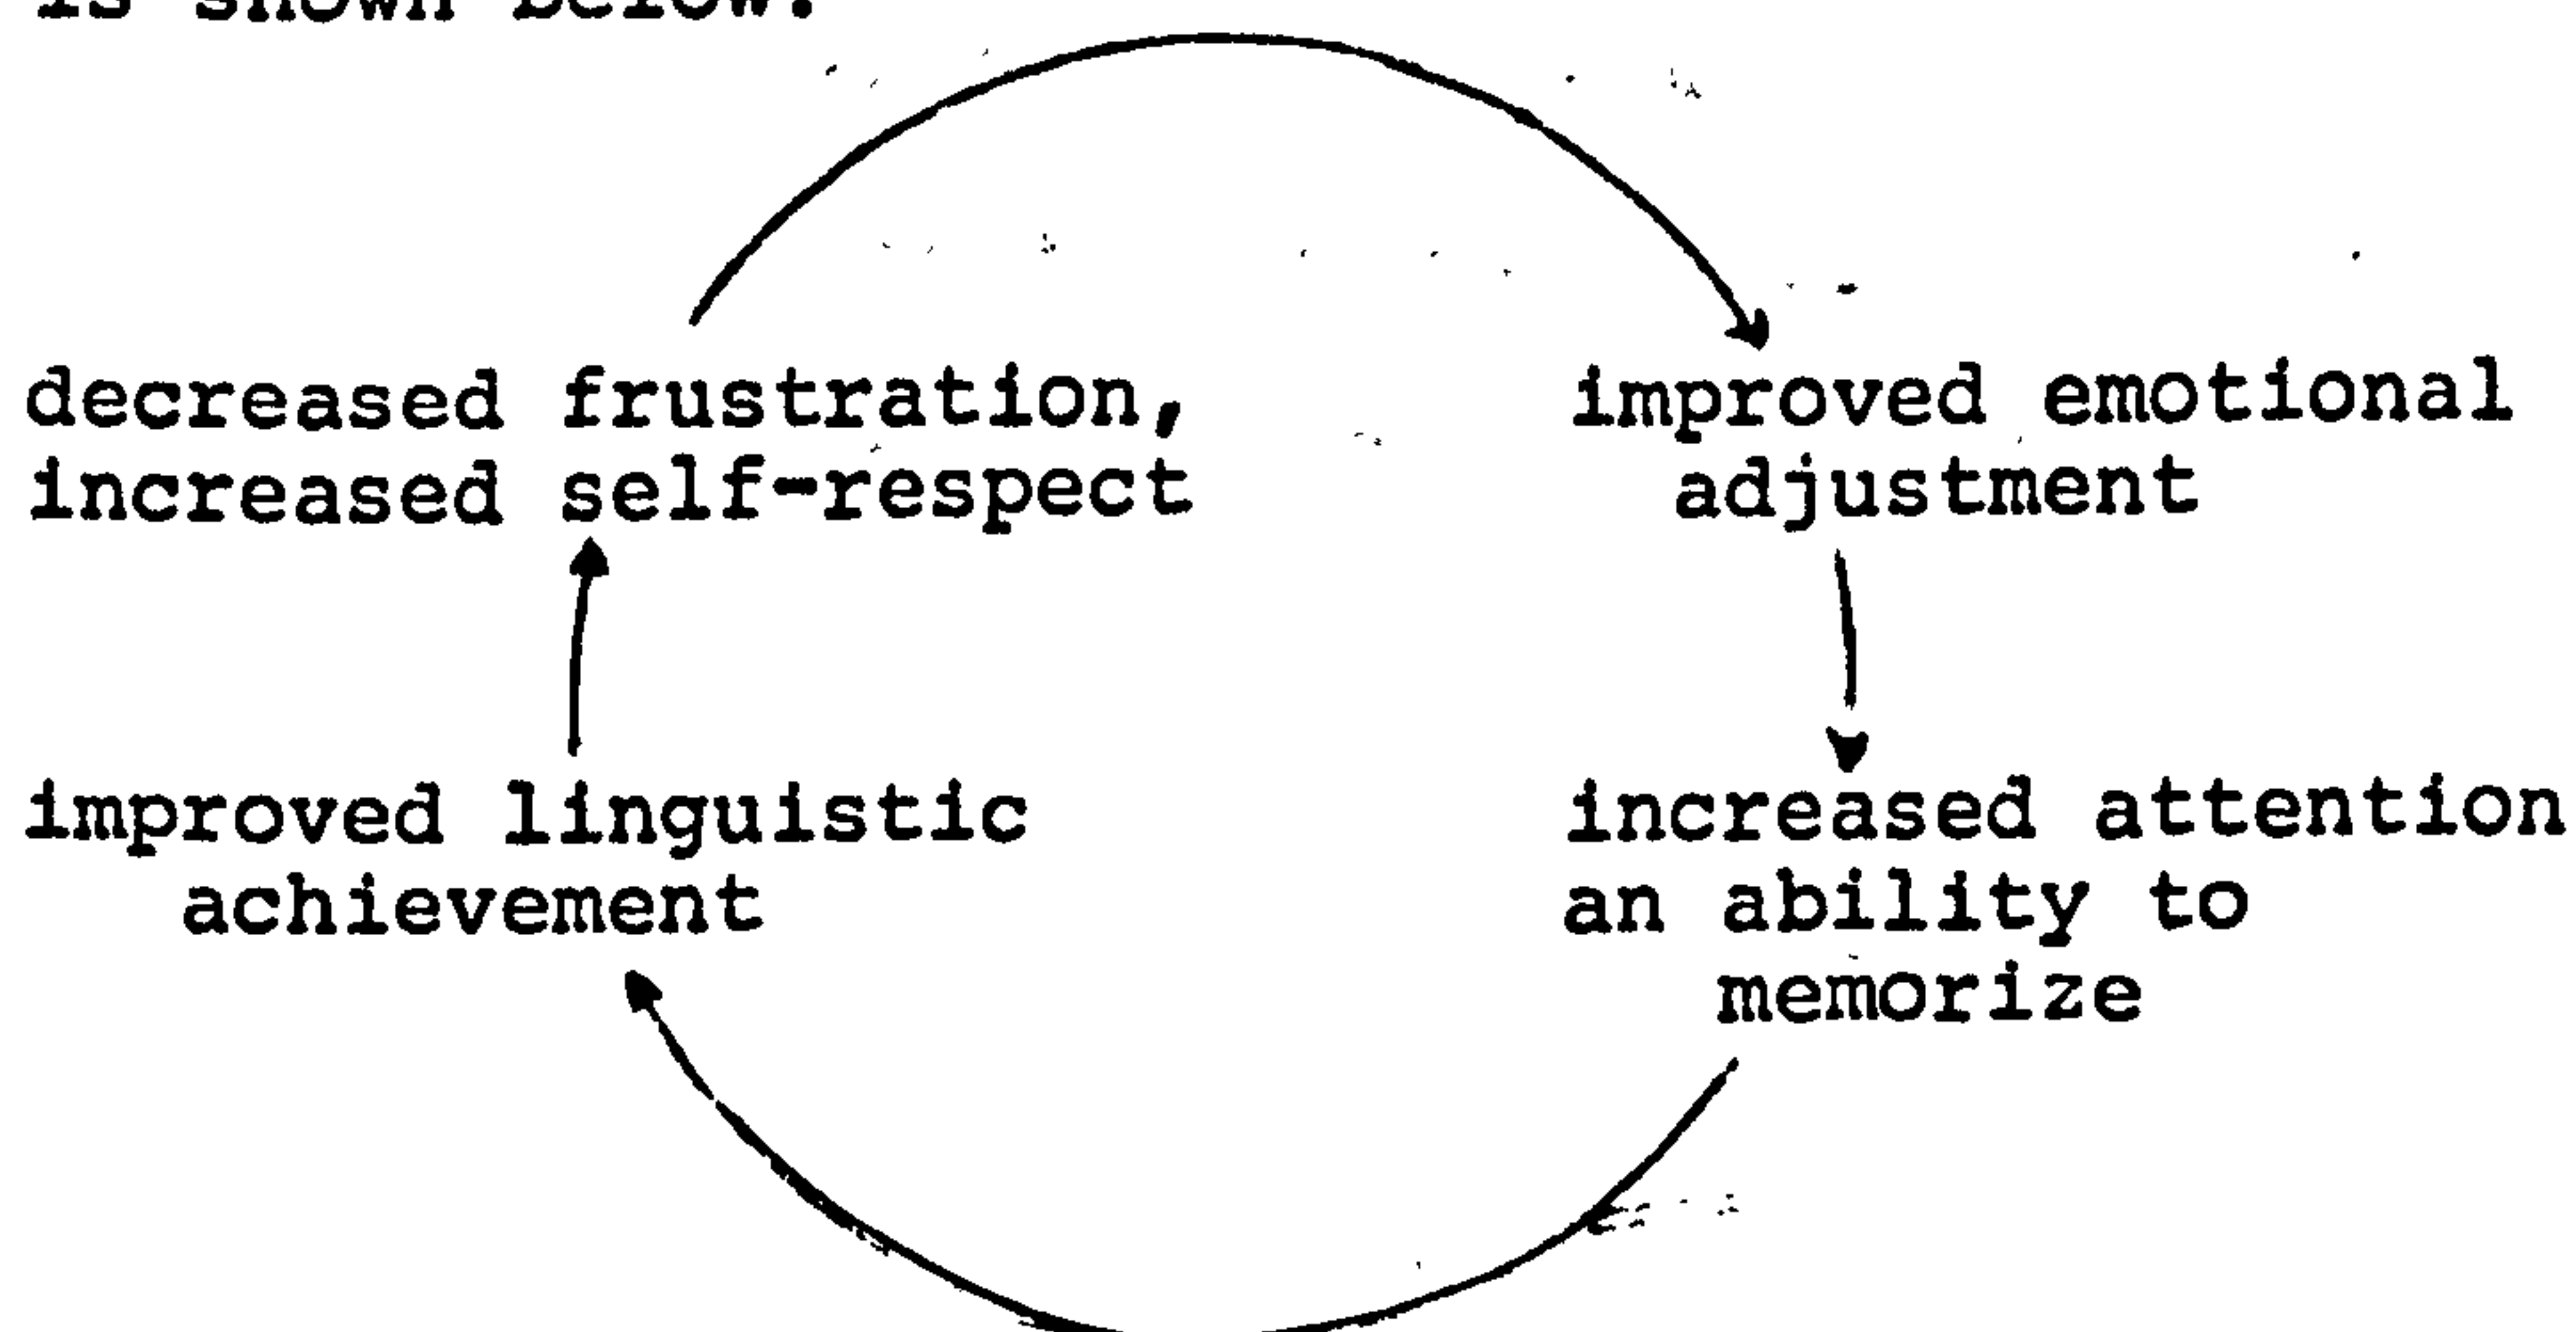 is shown below.
decreased frustration,
increased self-respect
improved emotional
adjustment
improved linguistic
achievement
increased attention
an ability to
memorize